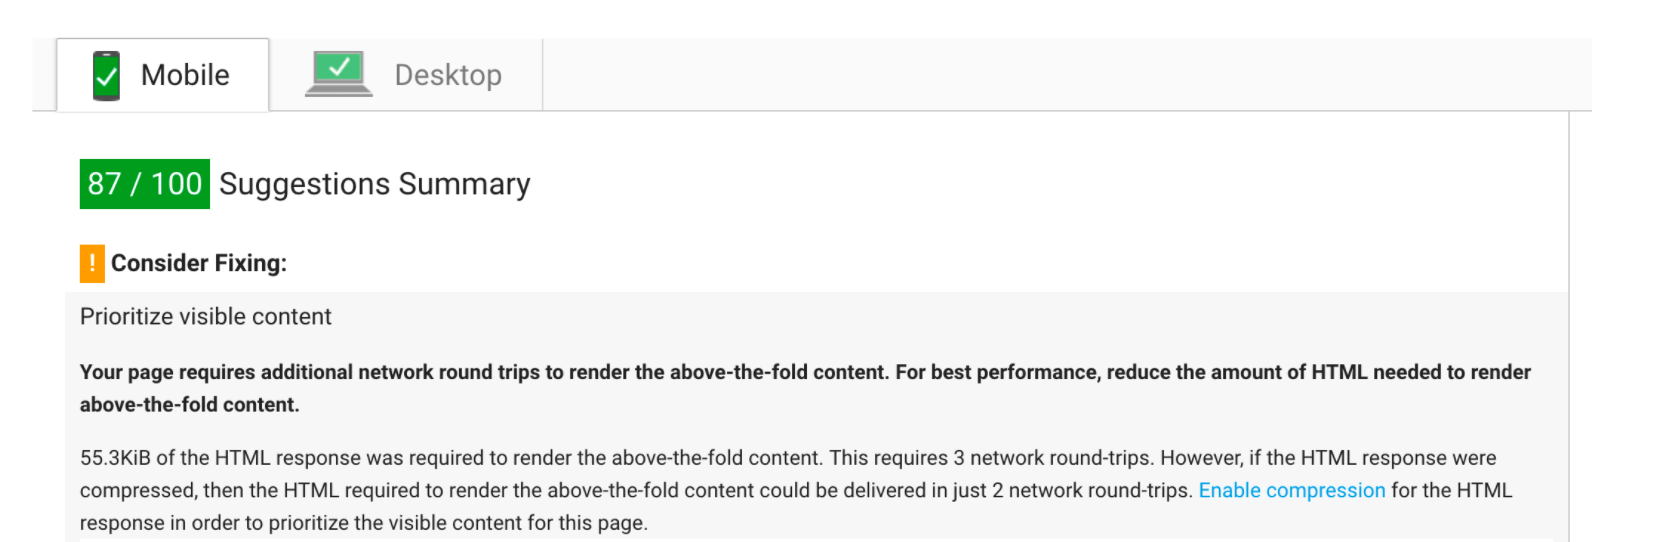 Mobile
Desktop
87 / 100 Suggestions Summary
! Consider Fixing:
Prioritize visible content
Your page requires additional network round trips to render the above-the-fold content. For best performance, reduce the amount of HTML needed to render
above-the-fold content.
55.3KiB of the HTML response was required to render the above-the-fold content. This requires 3 network round-trips. However, if the HTML response were
compressed, then the HTML required to render the above-the-fold content could be delivered in just 2 network round-trips. Enable compression for the HTML
response in order to prioritize the visible content for this page.